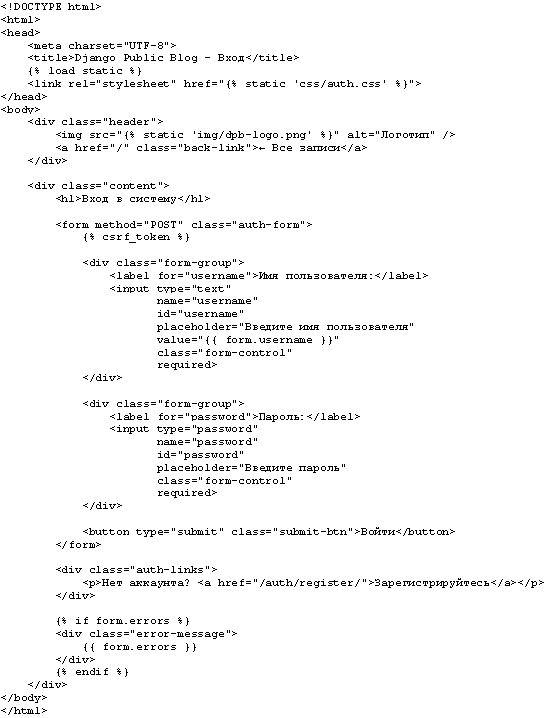 <!DOCTYPE html>
<html>
<head>
    <meta charset="UTF-8">
    <title>Django Public Blog - Вход</title>
    {% load static %}
    <link rel="stylesheet" href="{% static 'css/auth.css' %}">
</head>
<body>
    <div class="header">
        <img src="{% static 'img/dpb-logo.png' %}" alt="Логотип" />
        <a href="/" class="back-link">← Все записи</a>
    </div>

    <div class="content">
        <h1>Вход в систему</h1>

        <form method="POST" class="auth-form">
            {% csrf_token %}

            <div class="form-group">
                <label for="username">Имя пользователя:</label>
                <input type="text"
                       name="username"
                       id="username"
                       placeholder="Введите имя пользователя"
                       value="{{ form.username }}"
                       class="form-control"
                       required>
            </div>

            <div class="form-group">
                <label for="password">Пароль:</label>
                <input type="password"
                       name="password"
                       id="password"
                       placeholder="Введите пароль"
                       class="form-control"
                       required>
            </div>

            <button type="submit" class="submit-btn">Войти</button>
        </form>

        <div class="auth-links">
            <p>Нет аккаунта? <a href="/auth/register/">Зарегистрируйтесь</a></p>
        </div>

        {% if form.errors %}
        <div class="error-message">
            {{ form.errors }}
        </div>
        {% endif %}
    </div>
</body>
</html>